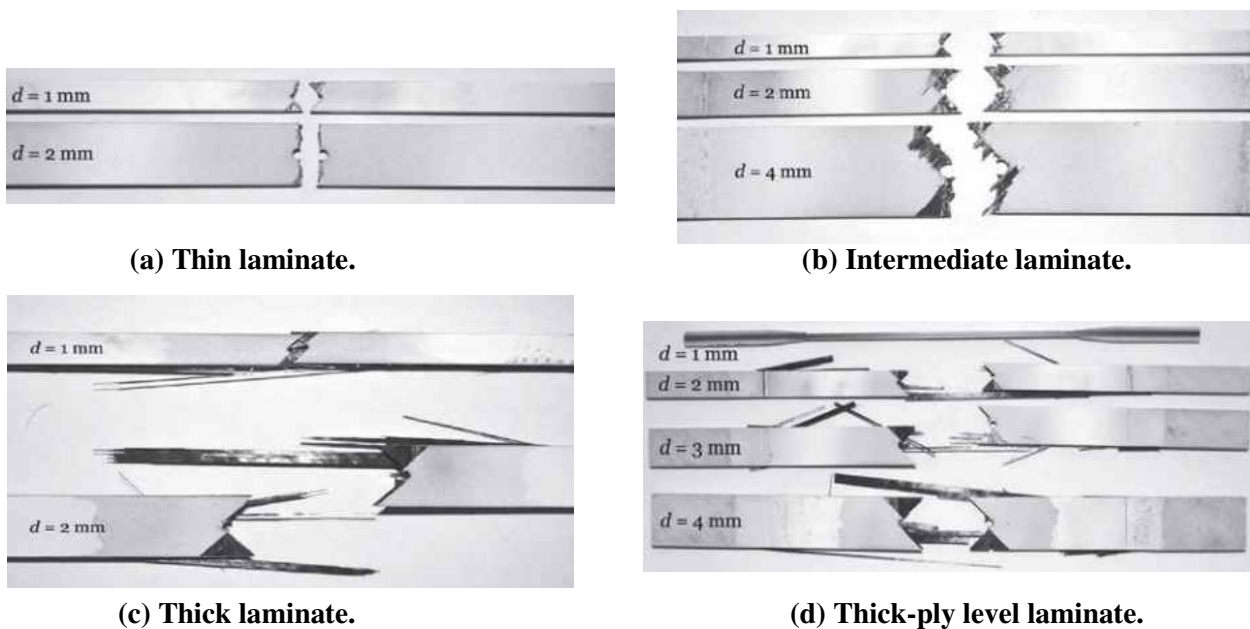 d = 1 mm
d = 2 mm
(a) Thin laminate.
d = 1 mm
d = 2 mm
d = 4 mm
(b) Intermediate laminate.
d = 1 mm
d = 2 mm
(c) Thick laminate.
d = 1 mm
d = 2 mm
d = 3 mm
d = 4 mm
(d) Thick-ply level laminate.